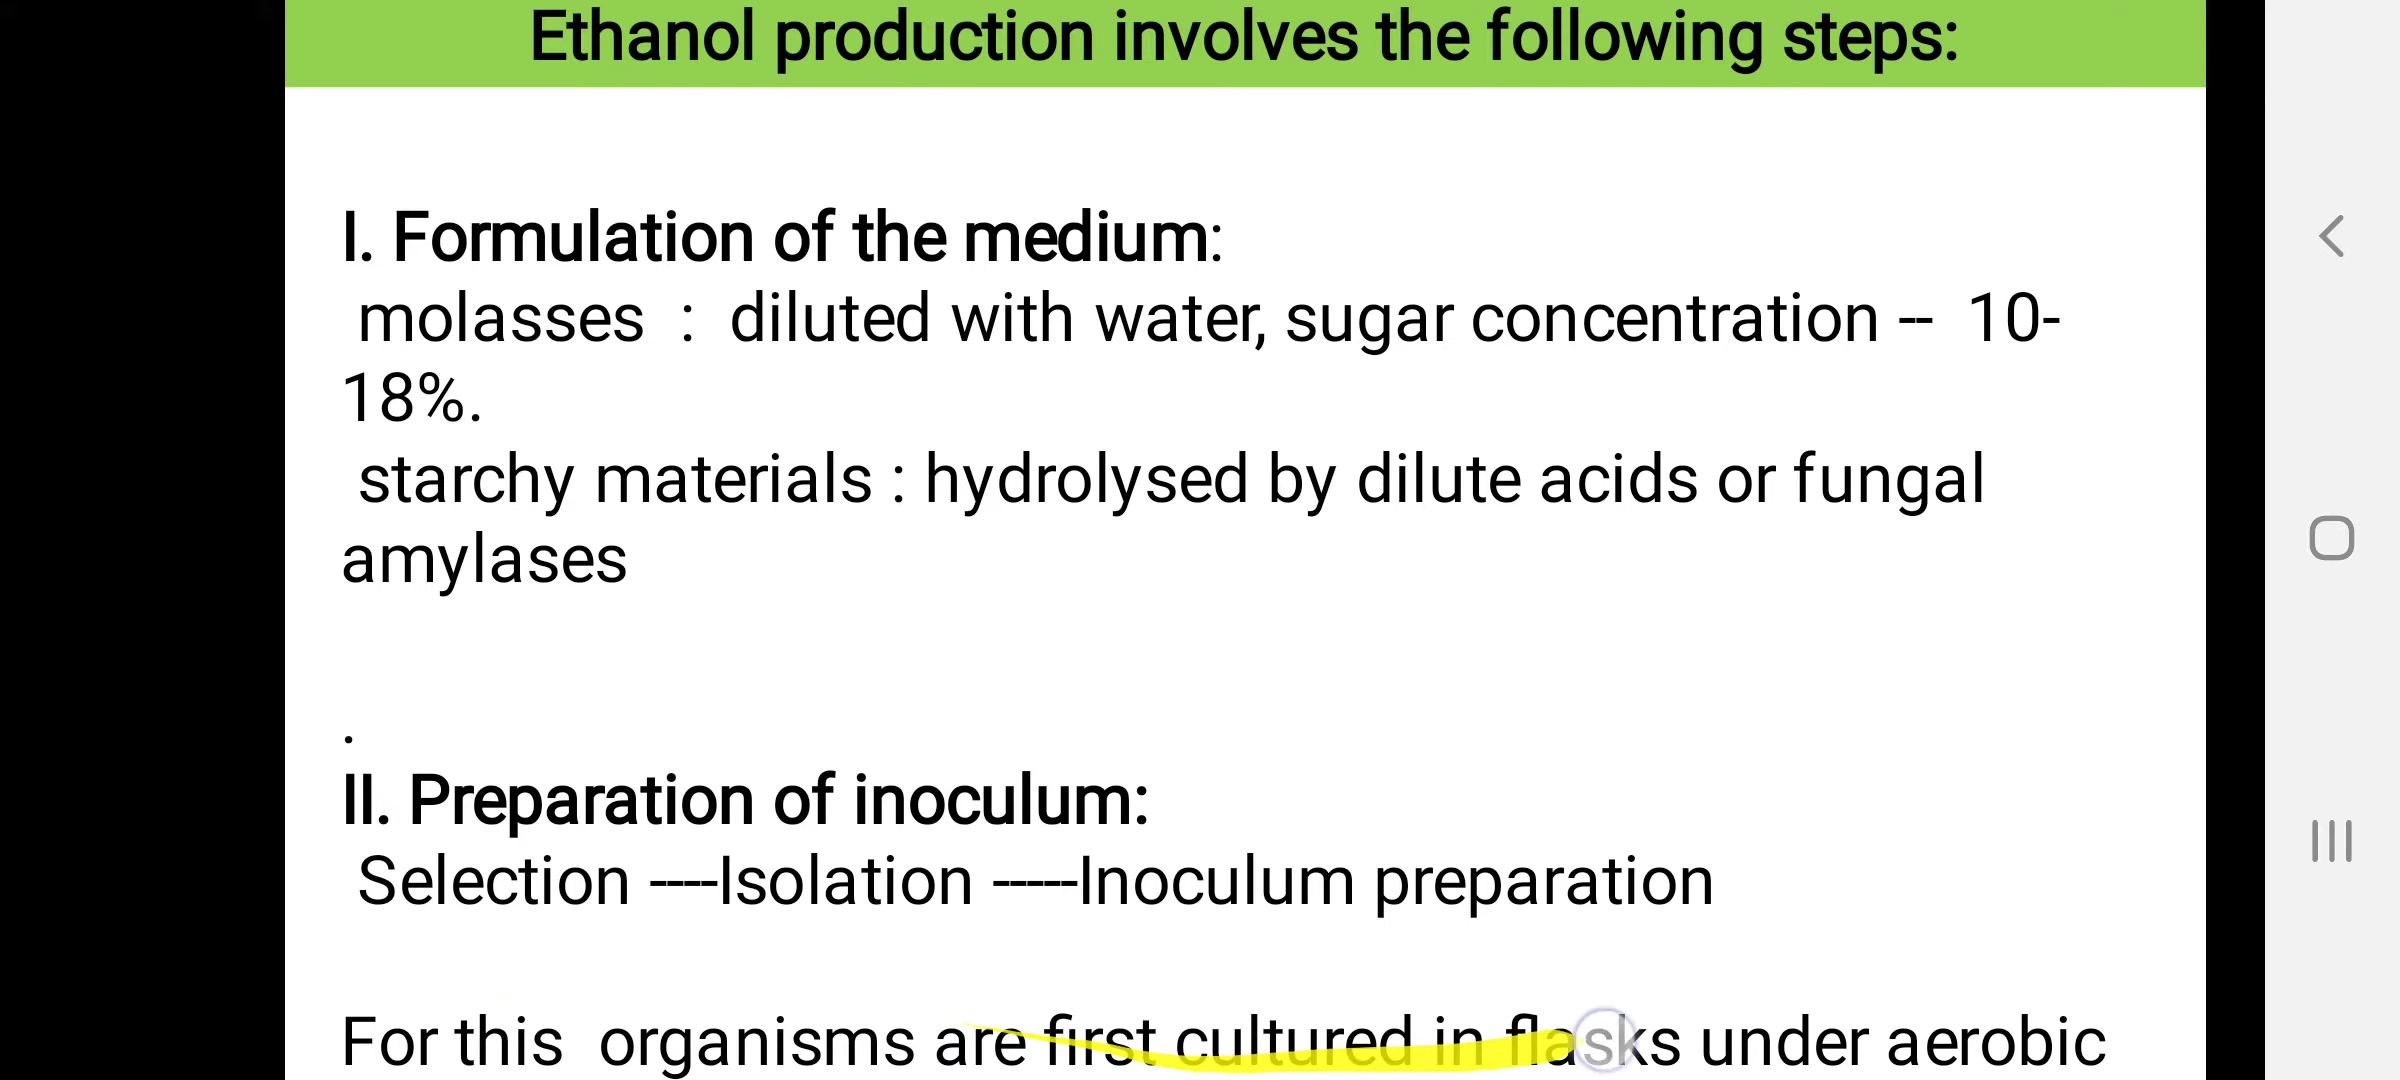 Ethanol production involves the following steps:
I. Formulation of the medium:
molasses : diluted with water, sugar concentration -- 10-
18%.
starchy materials : hydrolysed by dilute acids or fungal
amylases
.
II. Preparation of inoculum:
Selection ----Isolation -----Inoculum preparation
For this organisms are first cultured in flasks under aerobic